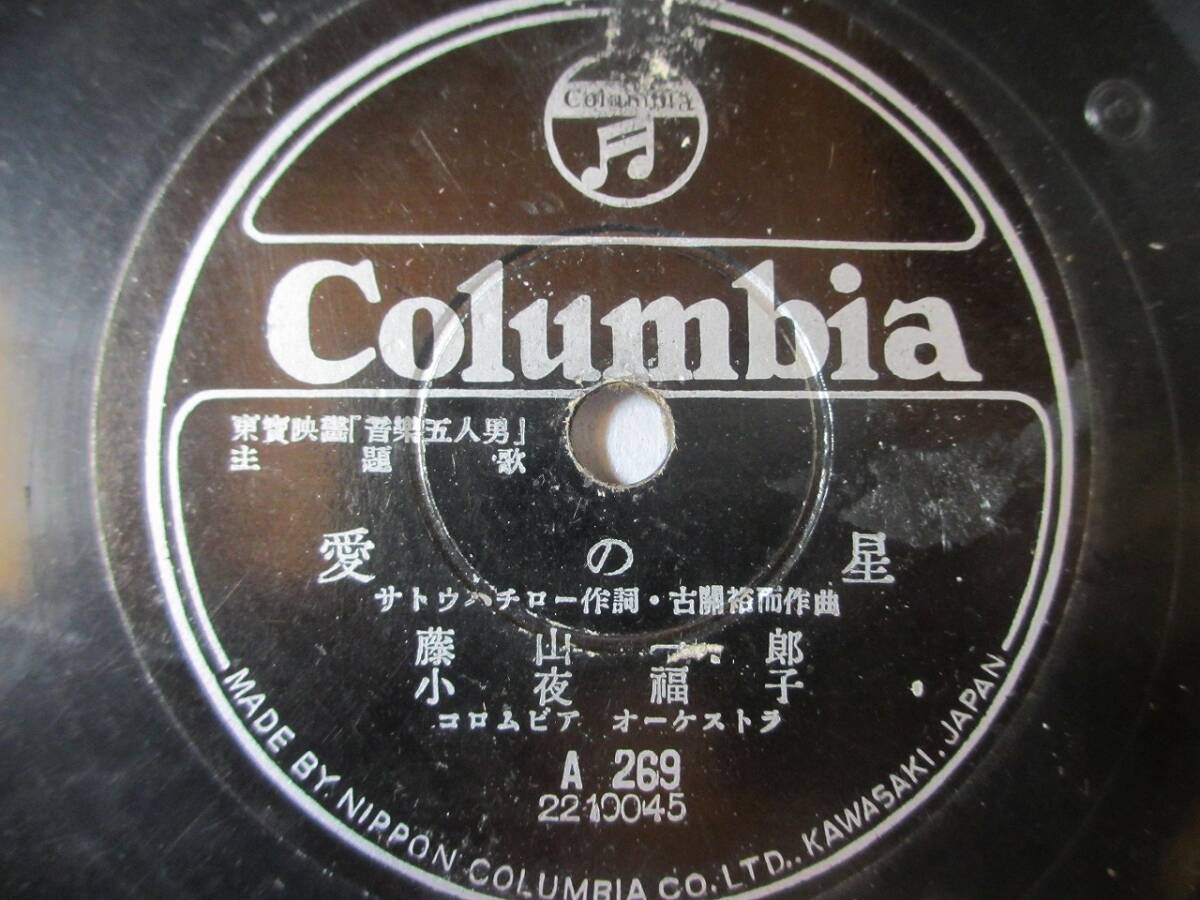 Columbia
Columbia
東寶映畫「音樂五人男」
主題歌
愛の星
サトウハチロー作詞・古關裕而作曲
藤山一郎
小夜福子
コロムビア オーケストラ
A 269
2210045
MADE BY NIPPON COLUMBIA CO. LTD., KAWASAKI, JAPAN